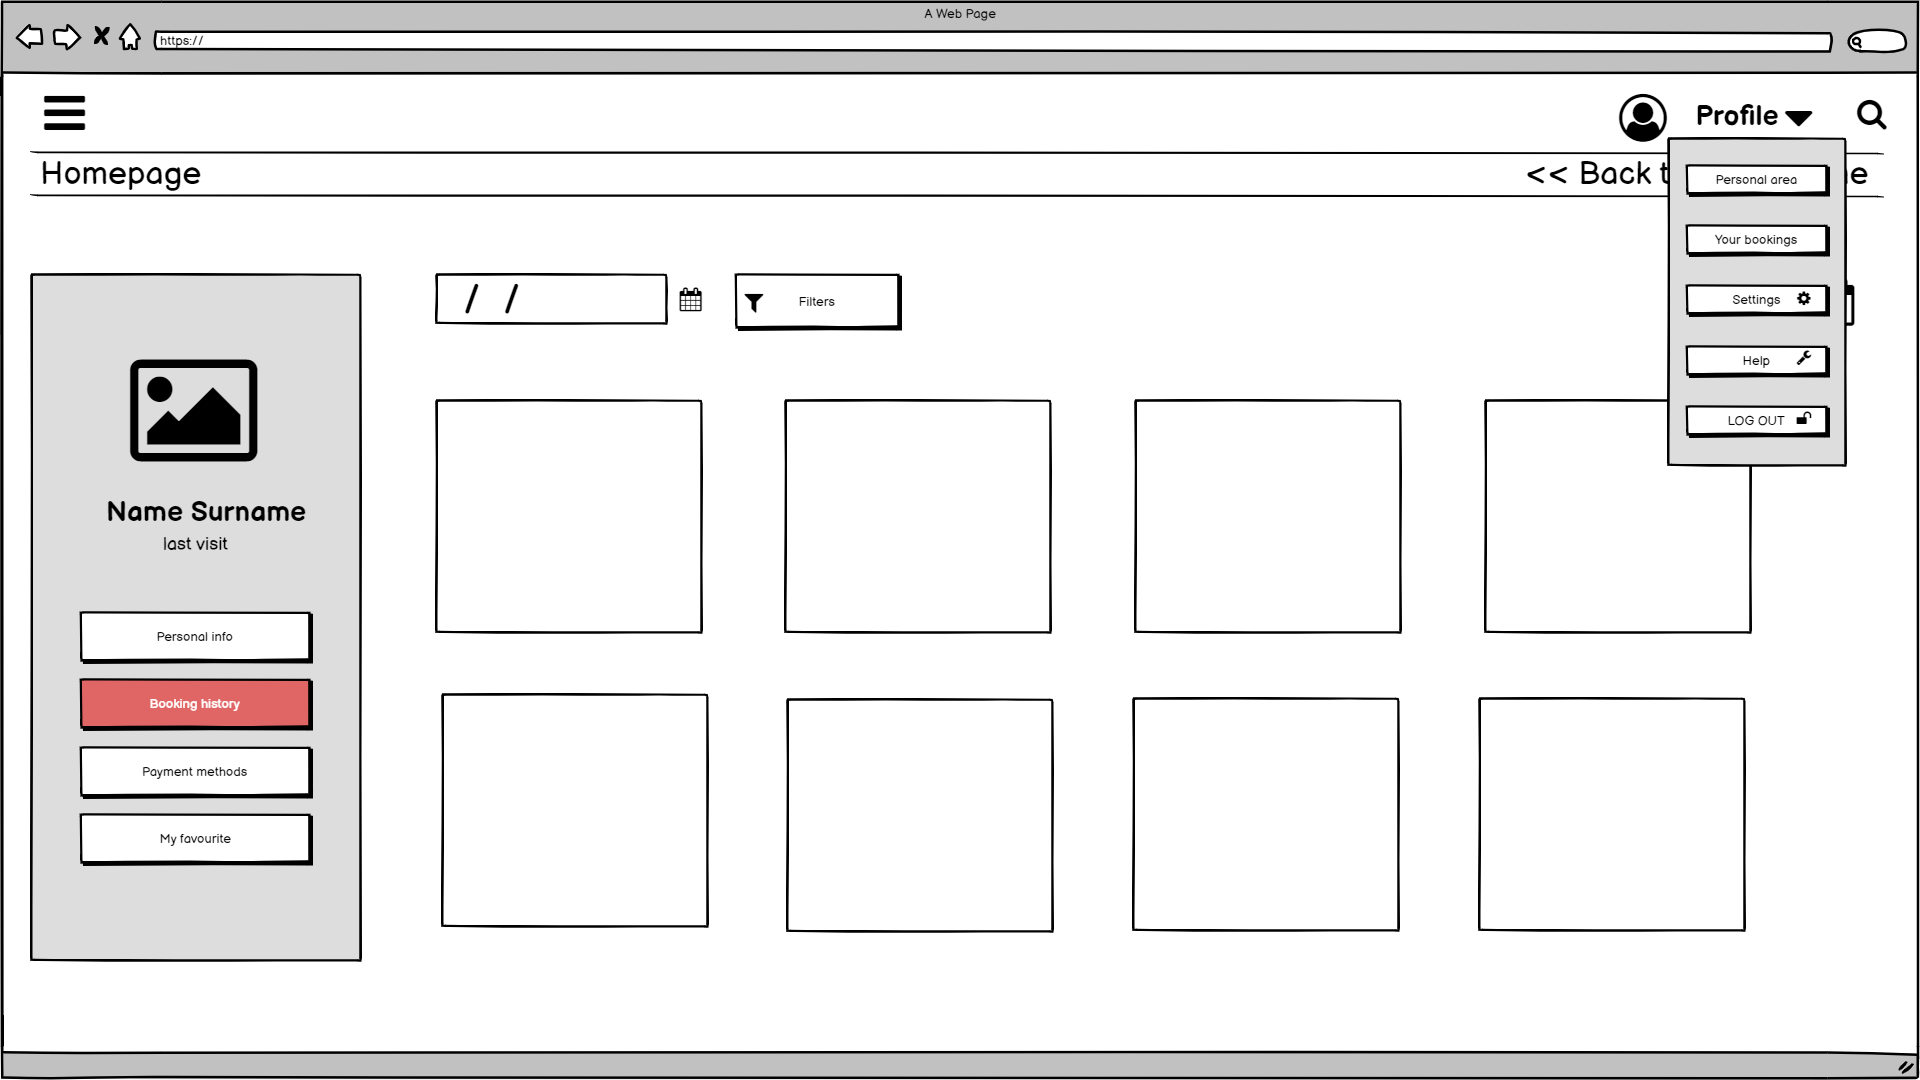 A Web Page
https://
Profile
Homepage
<< Back
Personal area
Your bookings
Settings
Filters
Help
LOG OUT
Name Surname
last visit
Personal info
Booking history
Payment methods
My favourite